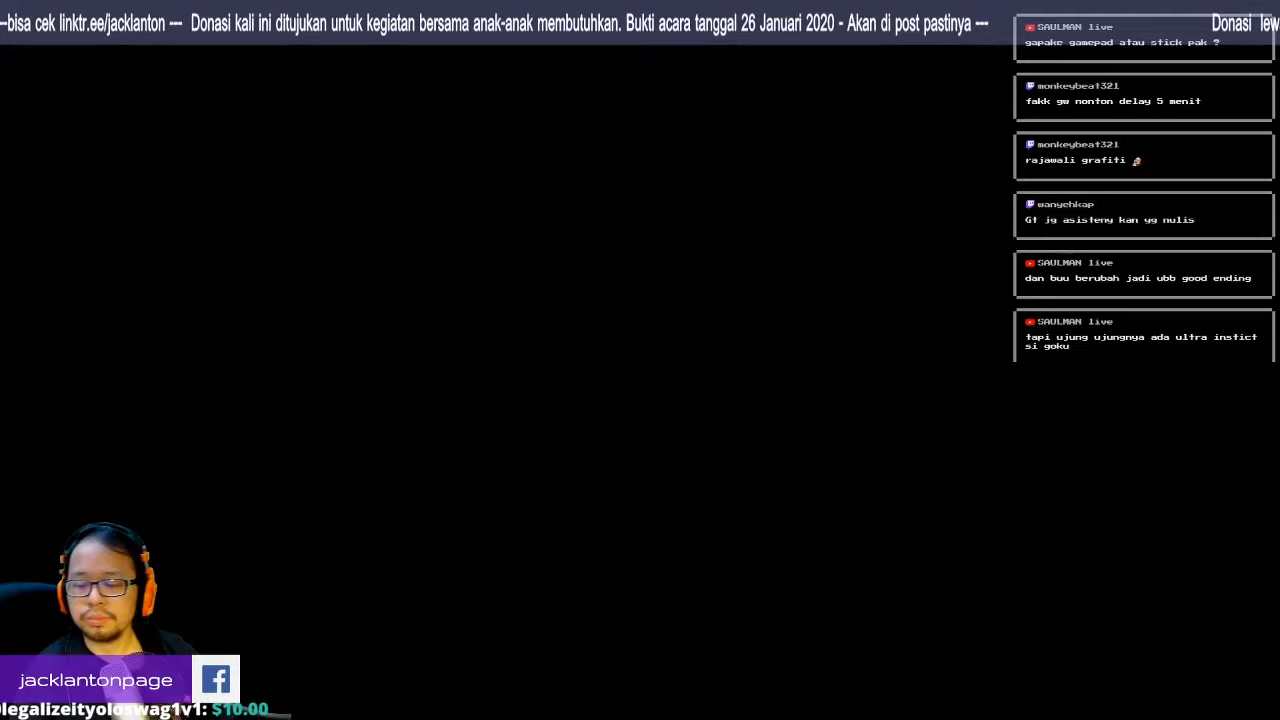 --bisa cek linktr.ee/jacklanton --- Donasi kali ini ditujukan untuk kegiatan bersama anak-anak membutuhkan. Bukti acara tanggal 26 Januari 2020 - Akan di post pastinya --- Donasi lew
SAULMAN live
gapake gamepad atau stick pak ?
monkeybeat321
fakk gw nonton delay 5 menit
monkeybeat321
rajawali grafiti
wanyehkap
Gt jg asisteny kan yg nulis
SAULMAN live
dan buu berubah jadi ubb good ending
SAULMAN live
tapi ujung ujungnya ada ultra instict
si goku
jacklantonpage
legalizeityoloswag1v1: $10.00